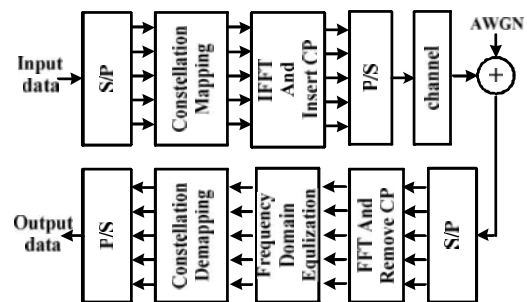 AWGN
Input
data
S/P
Constellation
Mapping
IFFT
And
Insert CP
P/S
channel
+
Output
data
P/S
Constellation
Demapping
Frequency
Domain
Equlization
FFT And
Remove CP
S/P